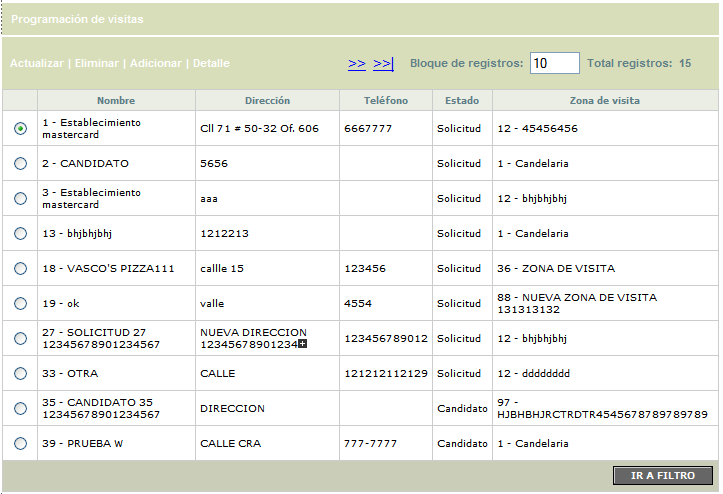 Programación de visitas
Actualizar | Eliminar | Adicionar | Detalle >> >>| Bloque de registros: 10 Total registros: 15
Nombre Dirección Teléfono Estado Zona de visita
1 - Establecimiento
mastercard Cll 71 # 50-32 Of. 606 6667777 Solicitud 12 - 45456456
2 - CANDIDATO 5656 Solicitud 1 - Candelaria
3 - Establecimiento
mastercard aaa Solicitud 12 - bhjbhjbhj
13 - bhjbhjbhj 1212213 Solicitud 1 - Candelaria
18 - VASCO'S PIZZA111 callle 15 123456 Solicitud 36 - ZONA DE VISITA
19 - ok valle 4554 Solicitud 88 - NUEVA ZONA DE VISITA
131313132
27 - SOLICITUD 27 NUEVA DIRECCION
12345678901234567 12345678901234 123456789012 Solicitud 12 - bhjbhjbhj
33 - OTRA CALLE 121212112129 Solicitud 12 - dddddddd
35 - CANDIDATO 35 DIRECCION Candidato 97 -
12345678901234567 HJBHBHJRCTRDTR4545678789789789
39 - PRUEBA W CALLE CRA 777-7777 Candidato 1 - Candelaria
IR A FILTRO